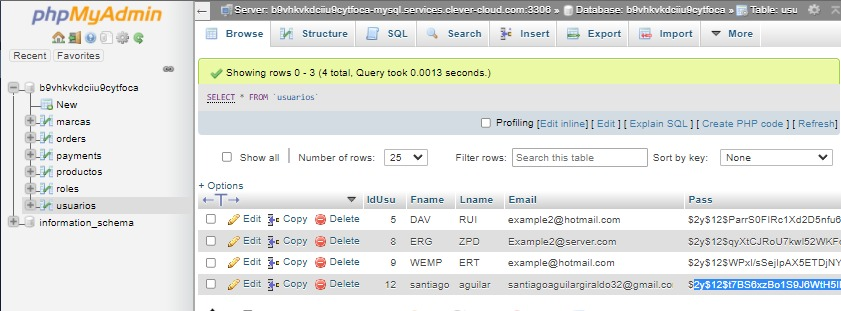 phpMyAdmin
Recent Favorites
b9vhkvkdciiu9cytfoca
New
marcas
orders
payments
productos
roles
usuarios
information_schema
Server: b9vhkvkdciiu9cytfoca-mysql.services.clever-cloud.com:3306 » Database: b9vhkvkdciiu9cytfoca » Table: usu
Browse Structure SQL Search Insert Export Import More
Showing rows 0 - 3 (4 total, Query took 0.0013 seconds.)
SELECT * FROM `usuarios`
Profiling [Edit inline] [ Edit ] [ Explain SQL ] [ Create PHP code ] [ Refresh]
Show all Number of rows: 25 Filter rows: Search this table Sort by key: None
+ Options
IdUsu Fname Lname Email Pass
Edit Copy Delete 5 DAV RUI example2@hotmail.com $2y$12$ParrS0FIRc1Xd2D5nfu6
Edit Copy Delete 8 ERG ZPD Example2@server.com $2y$12$qyXtCJRoU7kwl52WKF
Edit Copy Delete 9 WEMP ERT example@hotmail.com $2y$12$WPxI/sSejIpAX5ETDjNY
Edit Copy Delete 12 santiago aguilar santiagoaguilargiraldo32@gmail.co $2y$12$t7BS6xzBo1S9J6WtH5l